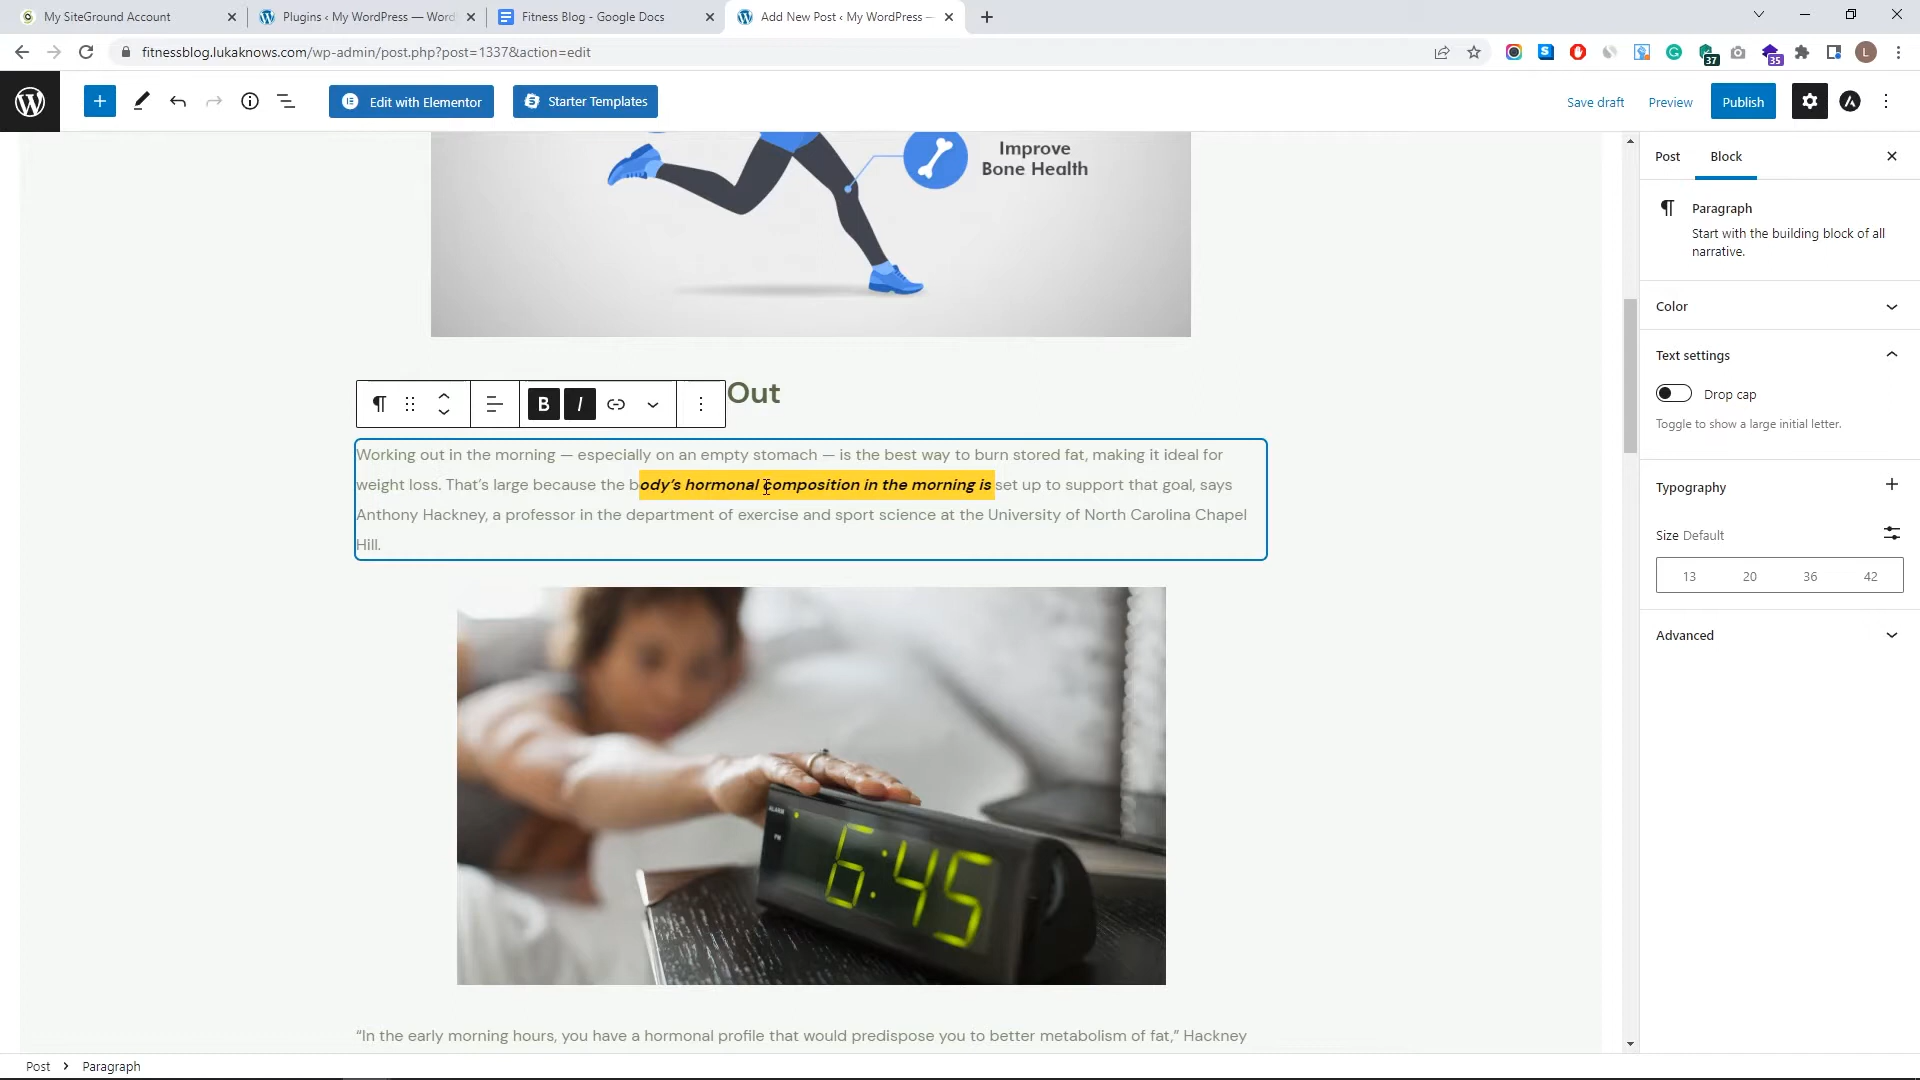 My SiteGround Account
Plugins ‹ My WordPress — Word
Fitness Blog - Google Docs
Add New Post ‹ My WordPress —
fitnessblog.lukaknows.com/wp-admin/post.php?post=1337&action=edit
37
35
L
Edit with Elementor
Starter Templates
Save draft
Preview
Publish
Improve
Bone Health
Post
Block
Paragraph
Start with the building block of all
narrative.
Color
Text settings
Drop cap
Toggle to show a large initial letter.
Typography
Size Default
13 20 36 42
Advanced
B I
Out
Working out in the morning — especially on an empty stomach — is the best way to burn stored fat, making it ideal for
weight loss. That’s large because the body’s hormonal composition in the morning is set up to support that goal, says
Anthony Hackney, a professor in the department of exercise and sport science at the University of North Carolina Chapel
Hill.
ALARM
PM
6:45
“In the early morning hours, you have a hormonal profile that would predispose you to better metabolism of fat,” Hackney
Post
Paragraph